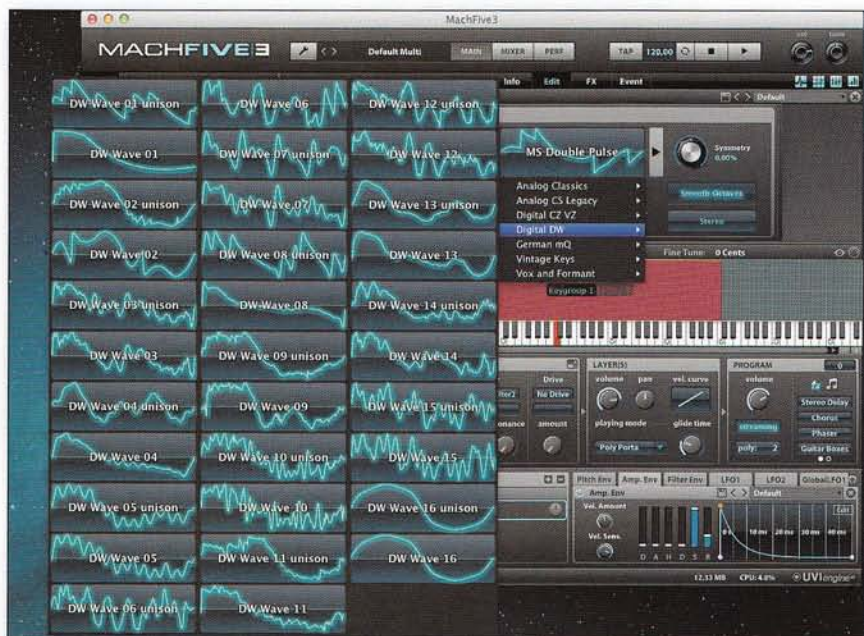 MachFive3
MACHFIVE3
Default Multi
MAIN
MIXER
PERF
TAP
120.00
Info
Edit
FX
Event
Default
DW Wave 01 unison
DW Wave 06
DW Wave 12 unison
DW Wave 01
DW Wave 07 unison
DW Wave 12
DW Wave 02 unison
DW Wave 07
DW Wave 13 unison
DW Wave 02
DW Wave 08 unison
DW Wave 13
DW Wave 03 unison
DW Wave 08
DW Wave 14 unison
DW Wave 03
DW Wave 09 unison
DW Wave 14
DW Wave 04 unison
DW Wave 09
DW Wave 15 unison
DW Wave 04
DW Wave 10 unison
DW Wave 15
DW Wave 05 unison
DW Wave 10
DW Wave 16 unison
DW Wave 05
DW Wave 11 unison
DW Wave 16
DW Wave 06 unison
DW Wave 11
MS Double Pulse
Symmetry
0.00%
Smooth Octaves
Stereo
Analog Classics
Analog CS Legacy
Digital CZ VZ
Digital DW
German mQ
Vintage Keys
Vox and Formant
Fine Tune: 0 Cents
Keygroup 1
Drive
No Drive
amount
LAYER(S)
volume
pan
vel. curve
playing mode
glide time
Poly Porta
PROGRAM
volume
streaming
poly: 2
Stereo Delay
Chorus
Phaser
Guitar Boxes
Pitch Env
Amp. Env
Filter Env
LFO1
LFO2
Global LFO1
Amp. Env
Default
Vel. Amount
Vel. Sens.
D A H D S R
Edit
0 s
10 ms
20 ms
30 ms
40 ms
12.33 MB
CPU: 4.0%
UVI engine